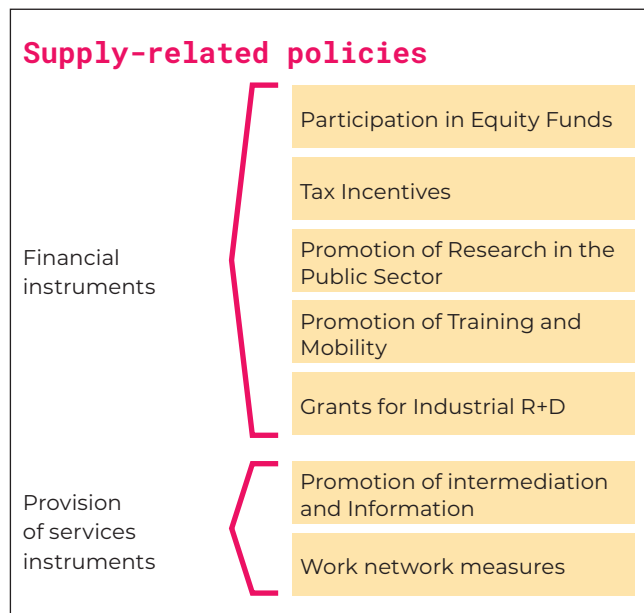 Supply-related policies
Financial
instruments
Participation in Equity Funds
Tax Incentives
Promotion of Research in the
Public Sector
Promotion of Training and
Mobility
Grants for Industrial R+D
Provision
of services
instruments
Promotion of intermediation
and Information
Work network measures